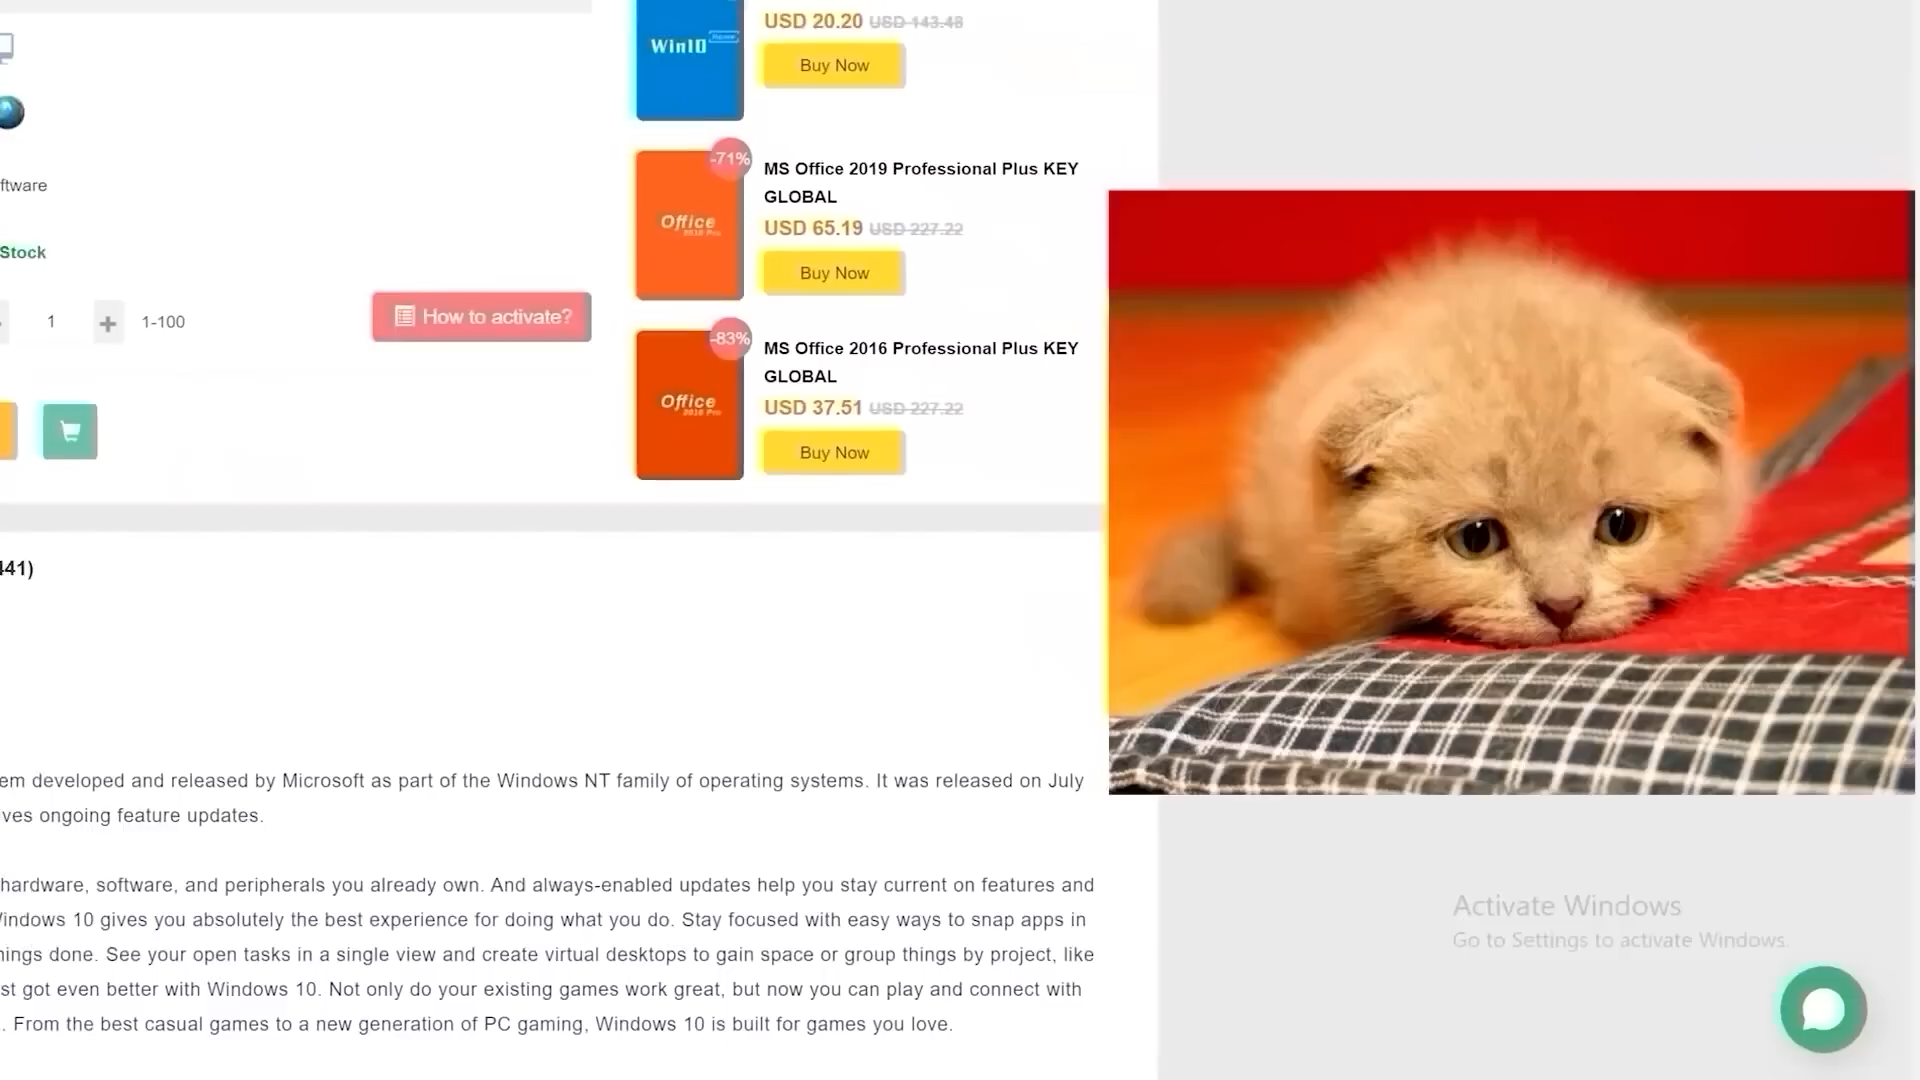 USD 20.20 USD 143.48
Win10 Home
Buy Now
-71%
MS Office 2019 Professional Plus KEY
GLOBAL
ftware
Office
USD 65.19 USD 227.22
Stock
Buy Now
1
1-100
How to activate?
-83%
MS Office 2016 Professional Plus KEY
GLOBAL
Office
2016 Pro
USD 37.51 USD 227.22
Buy Now
441)
em developed and released by Microsoft as part of the Windows NT family of operating systems. It was released on July
ves ongoing feature updates.
hardware, software, and peripherals you already own. And always-enabled updates help you stay current on features and
Windows 10 gives you absolutely the best experience for doing what you do. Stay focused with easy ways to snap apps in
hings done. See your open tasks in a single view and create virtual desktops to gain space or group things by project, like
st got even better with Windows 10. Not only do your existing games work great, but now you can play and connect with
. From the best casual games to a new generation of PC gaming, Windows 10 is built for games you love.
Activate Windows
Go to Settings to activate Windows.